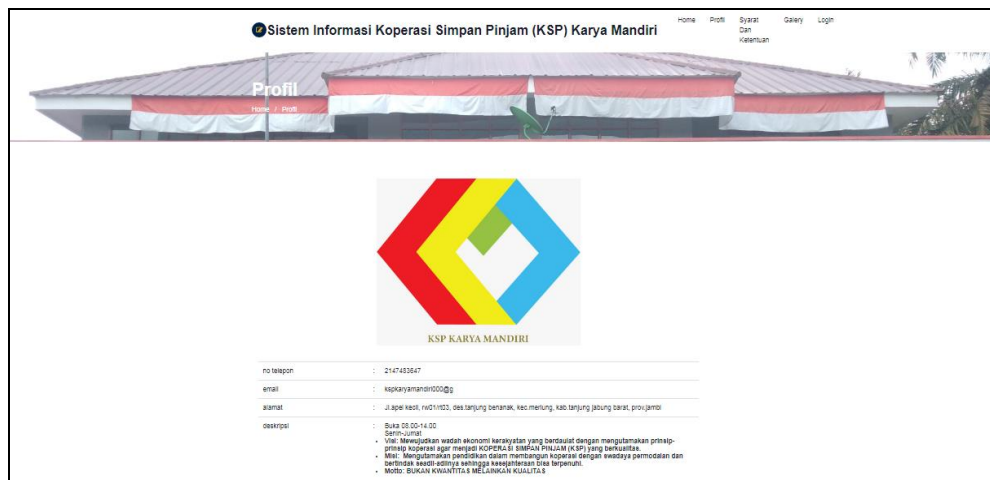 Sistem Informasi Koperasi Simpan Pinjam (KSP) Karya Mandiri
Home Profil Syarat Galery Login
Dan
Ketentuan
Profil
Home / Profil
KSP KARYA MANDIRI
no telepon : 2147483647
email : kspkaryamandiri000@g
alamat : Jl.apel kecil, rw01/rt03, des.tanjung benanak, kec.merlung, kab.tanjung jabung barat, prov.jambi
deskripsi : Buka 08.00-14.00
Senin-Jumat
• Visi: Mewujudkan wadah ekonomi kerakyatan yang berdaulat dengan mengutamakan prinsip-
prinsip koperasi agar menjadi KOPERASI SIMPAN PINJAM (KSP) yang berkualitas.
• Misi: Mengutamakan pendidikan dalam membangun koperasi dengan swadaya permodalan dan
bertindak seadil-adilnya sehingga kesejahteraan bisa terpenuhi.
• Motto: BUKAN KWANTITAS MELAINKAN KUALITAS